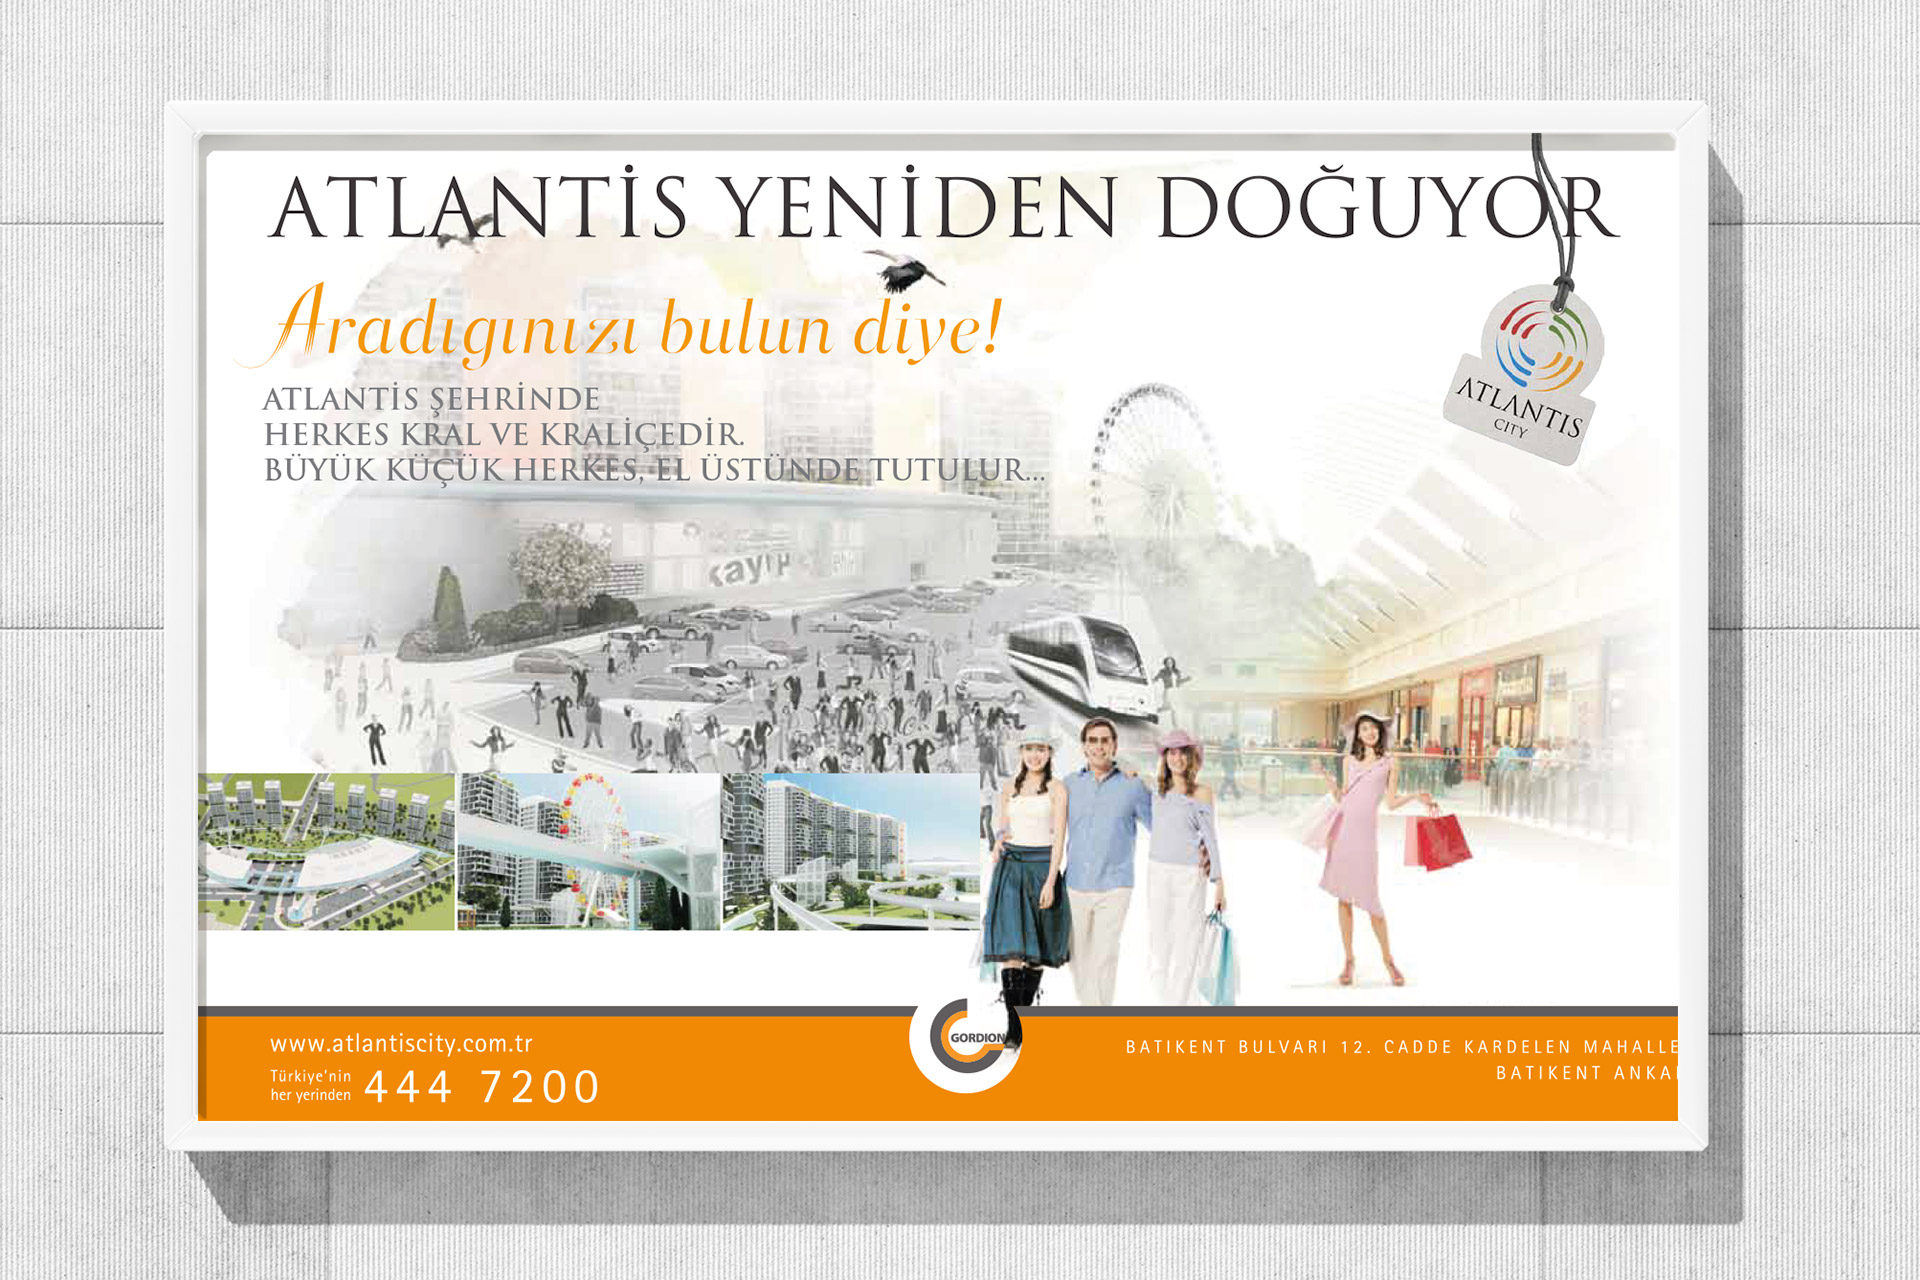 ATLANTİS YENİDEN DOĞUYOR
Aradıgınızı bulun diye!
ATLANTİS ŞEHRİNDE
HERKES KRAL VE KRALİÇEDİR.
BÜYÜK KÜÇÜK HERKES, EL ÜSTÜNDE TUTULUR...
ATLANTIS
CITY
kayıp
www.atlantiscity.com.tr
Türkiye'nin
her yerinden 444 7200
GORDION
BATIKENT BULVARI 12. CADDE KARDELEN MAHALLE
BATIKENT ANKA